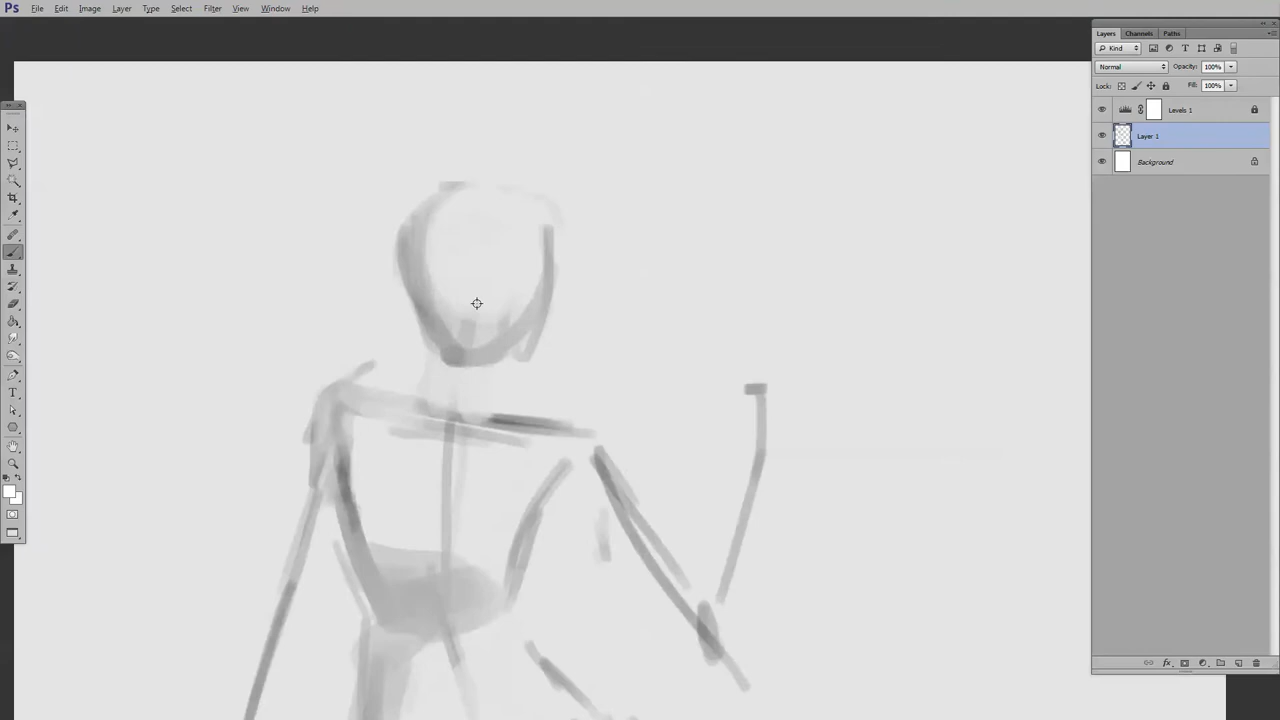 Ps File Edit Image Layer Type Select Filter View Window Help
Layers Channels Paths
Kind
Normal Opacity: 100%
Lock: Fill: 100%
Levels 1
Layer 1
Background
fx